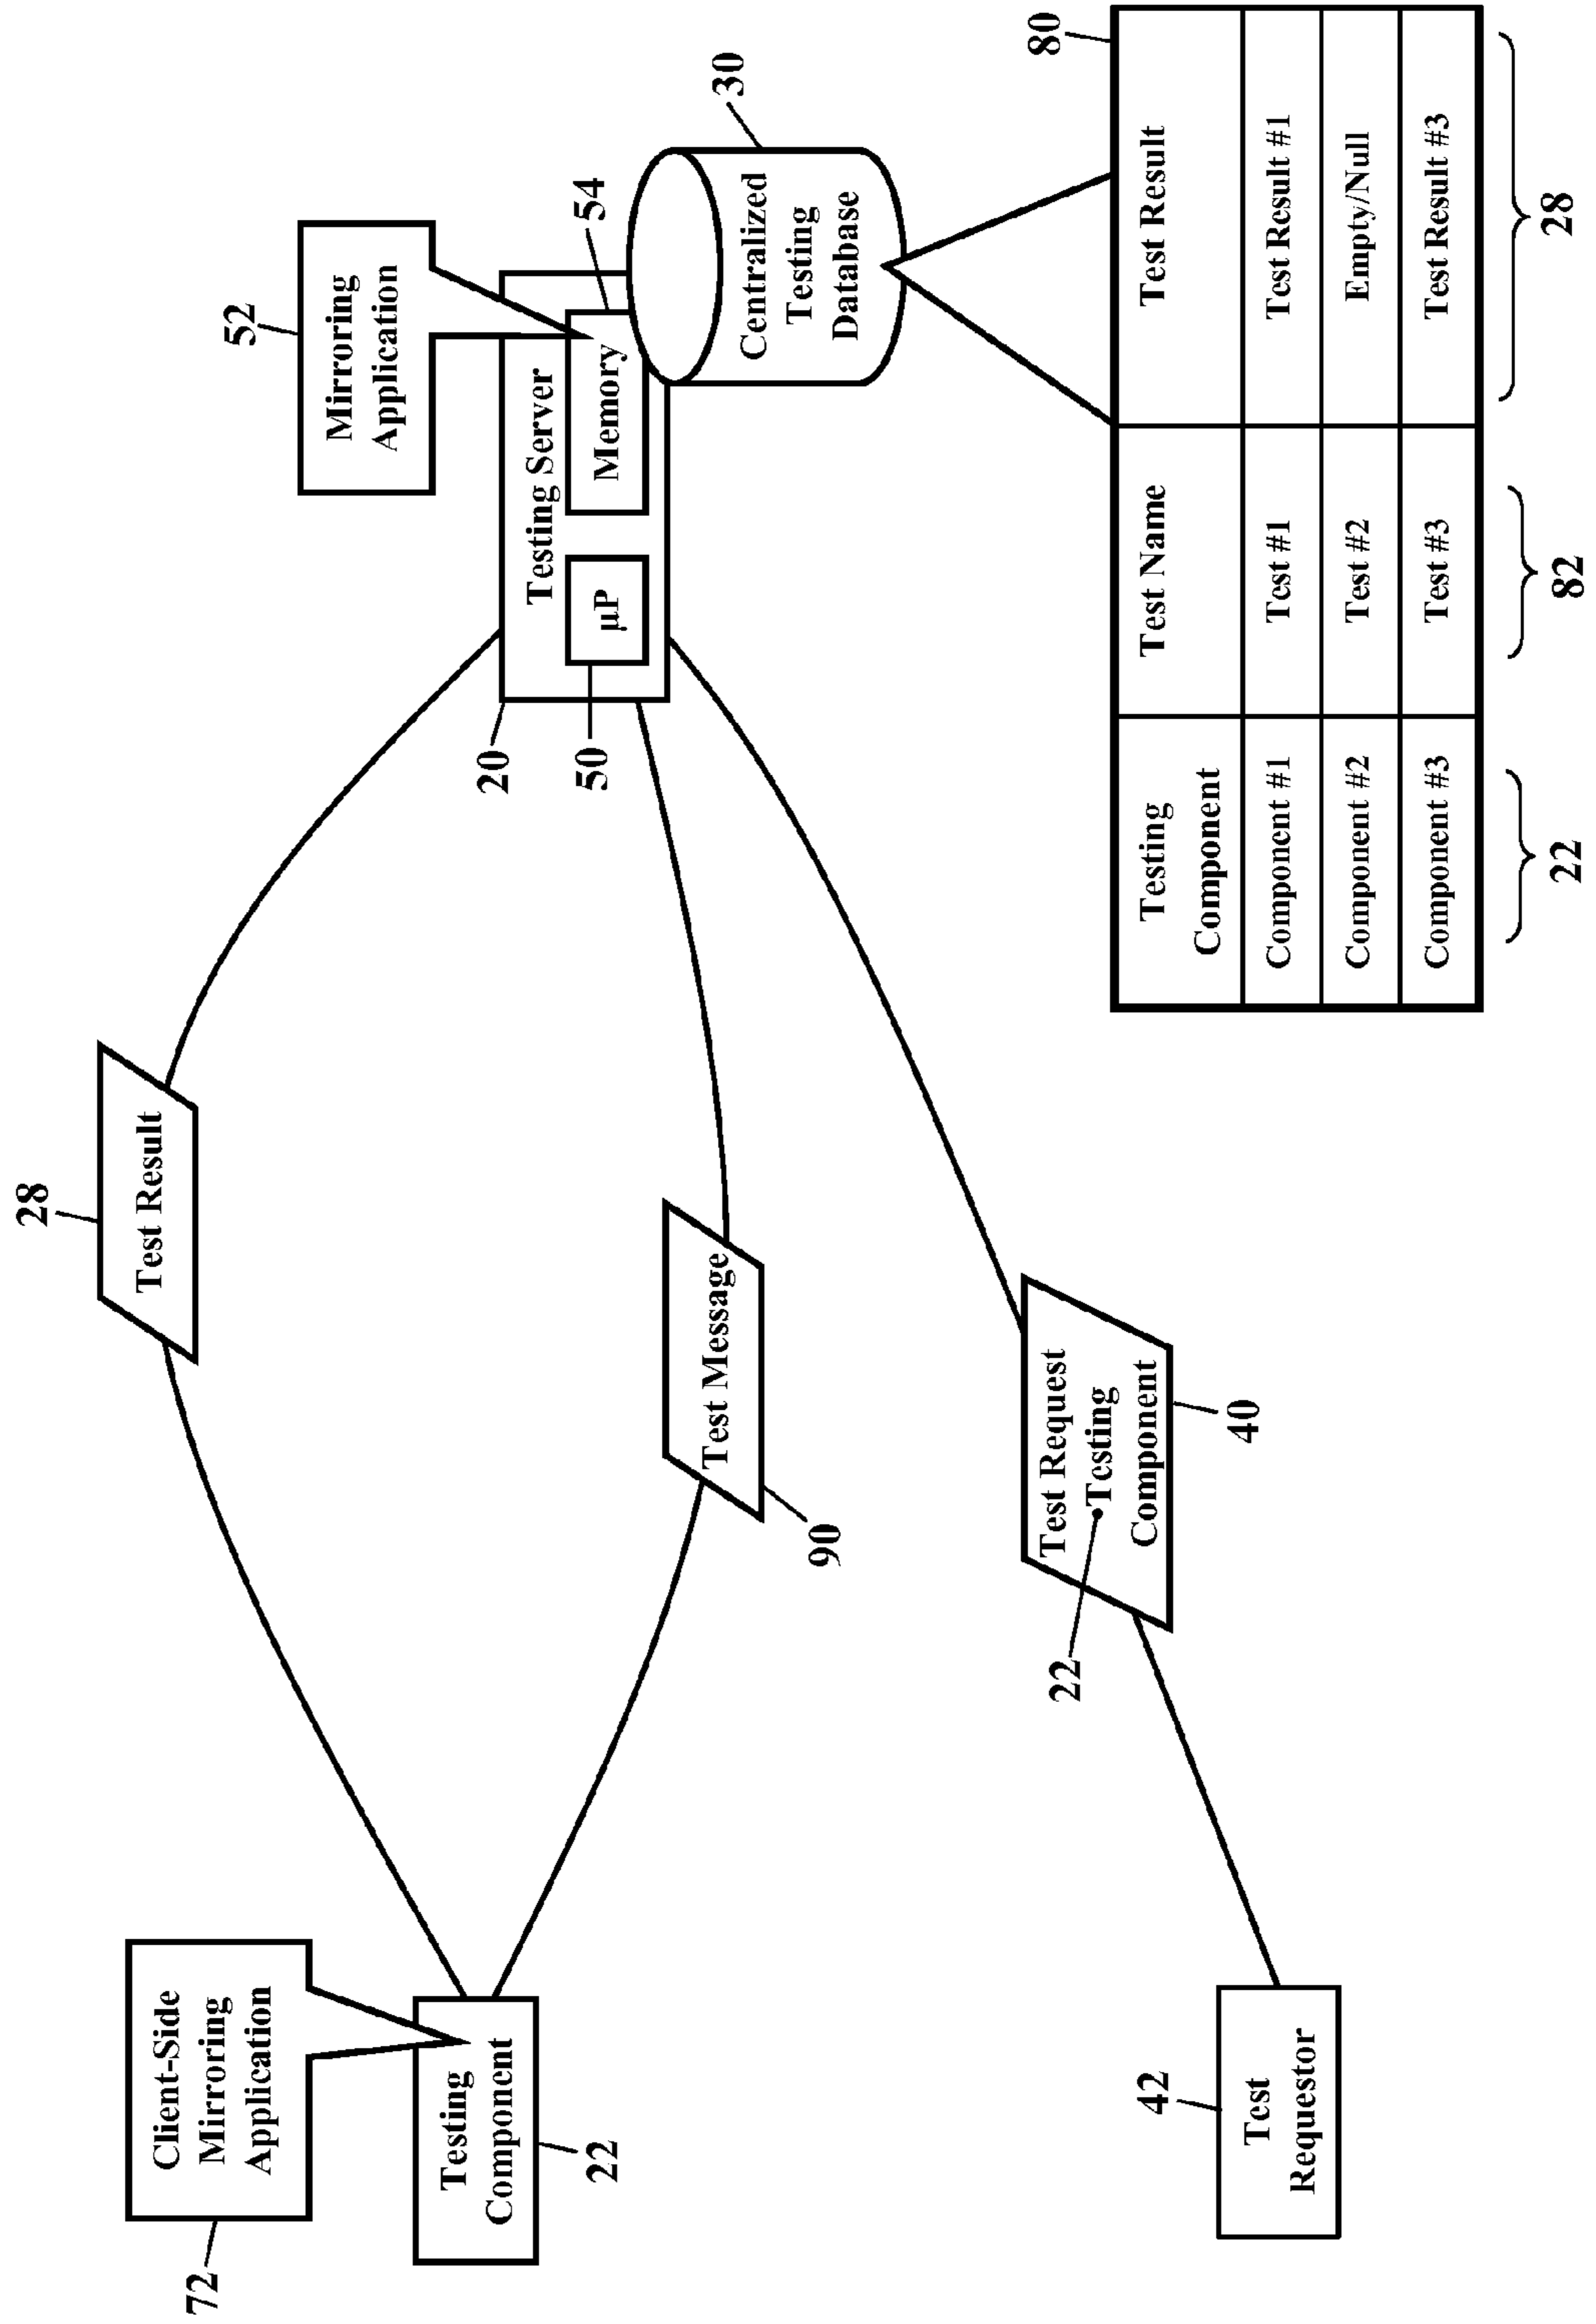 72
Client-Side
Mirroring
Application
Testing
Component
22
28
Test Result
Test Message
90
52
Mirroring
Application
20
Testing Server
50
µP
Memory
54
30
Centralized
Testing
Database
42
Test
Requestor
22
Test Request
•Testing
Component
40
80
Testing
Component
Test Name
Test Result
Component #1
Test #1
Test Result #1
Component #2
Test #2
Empty/Null
Component #3
Test #3
Test Result #3
22
82
28